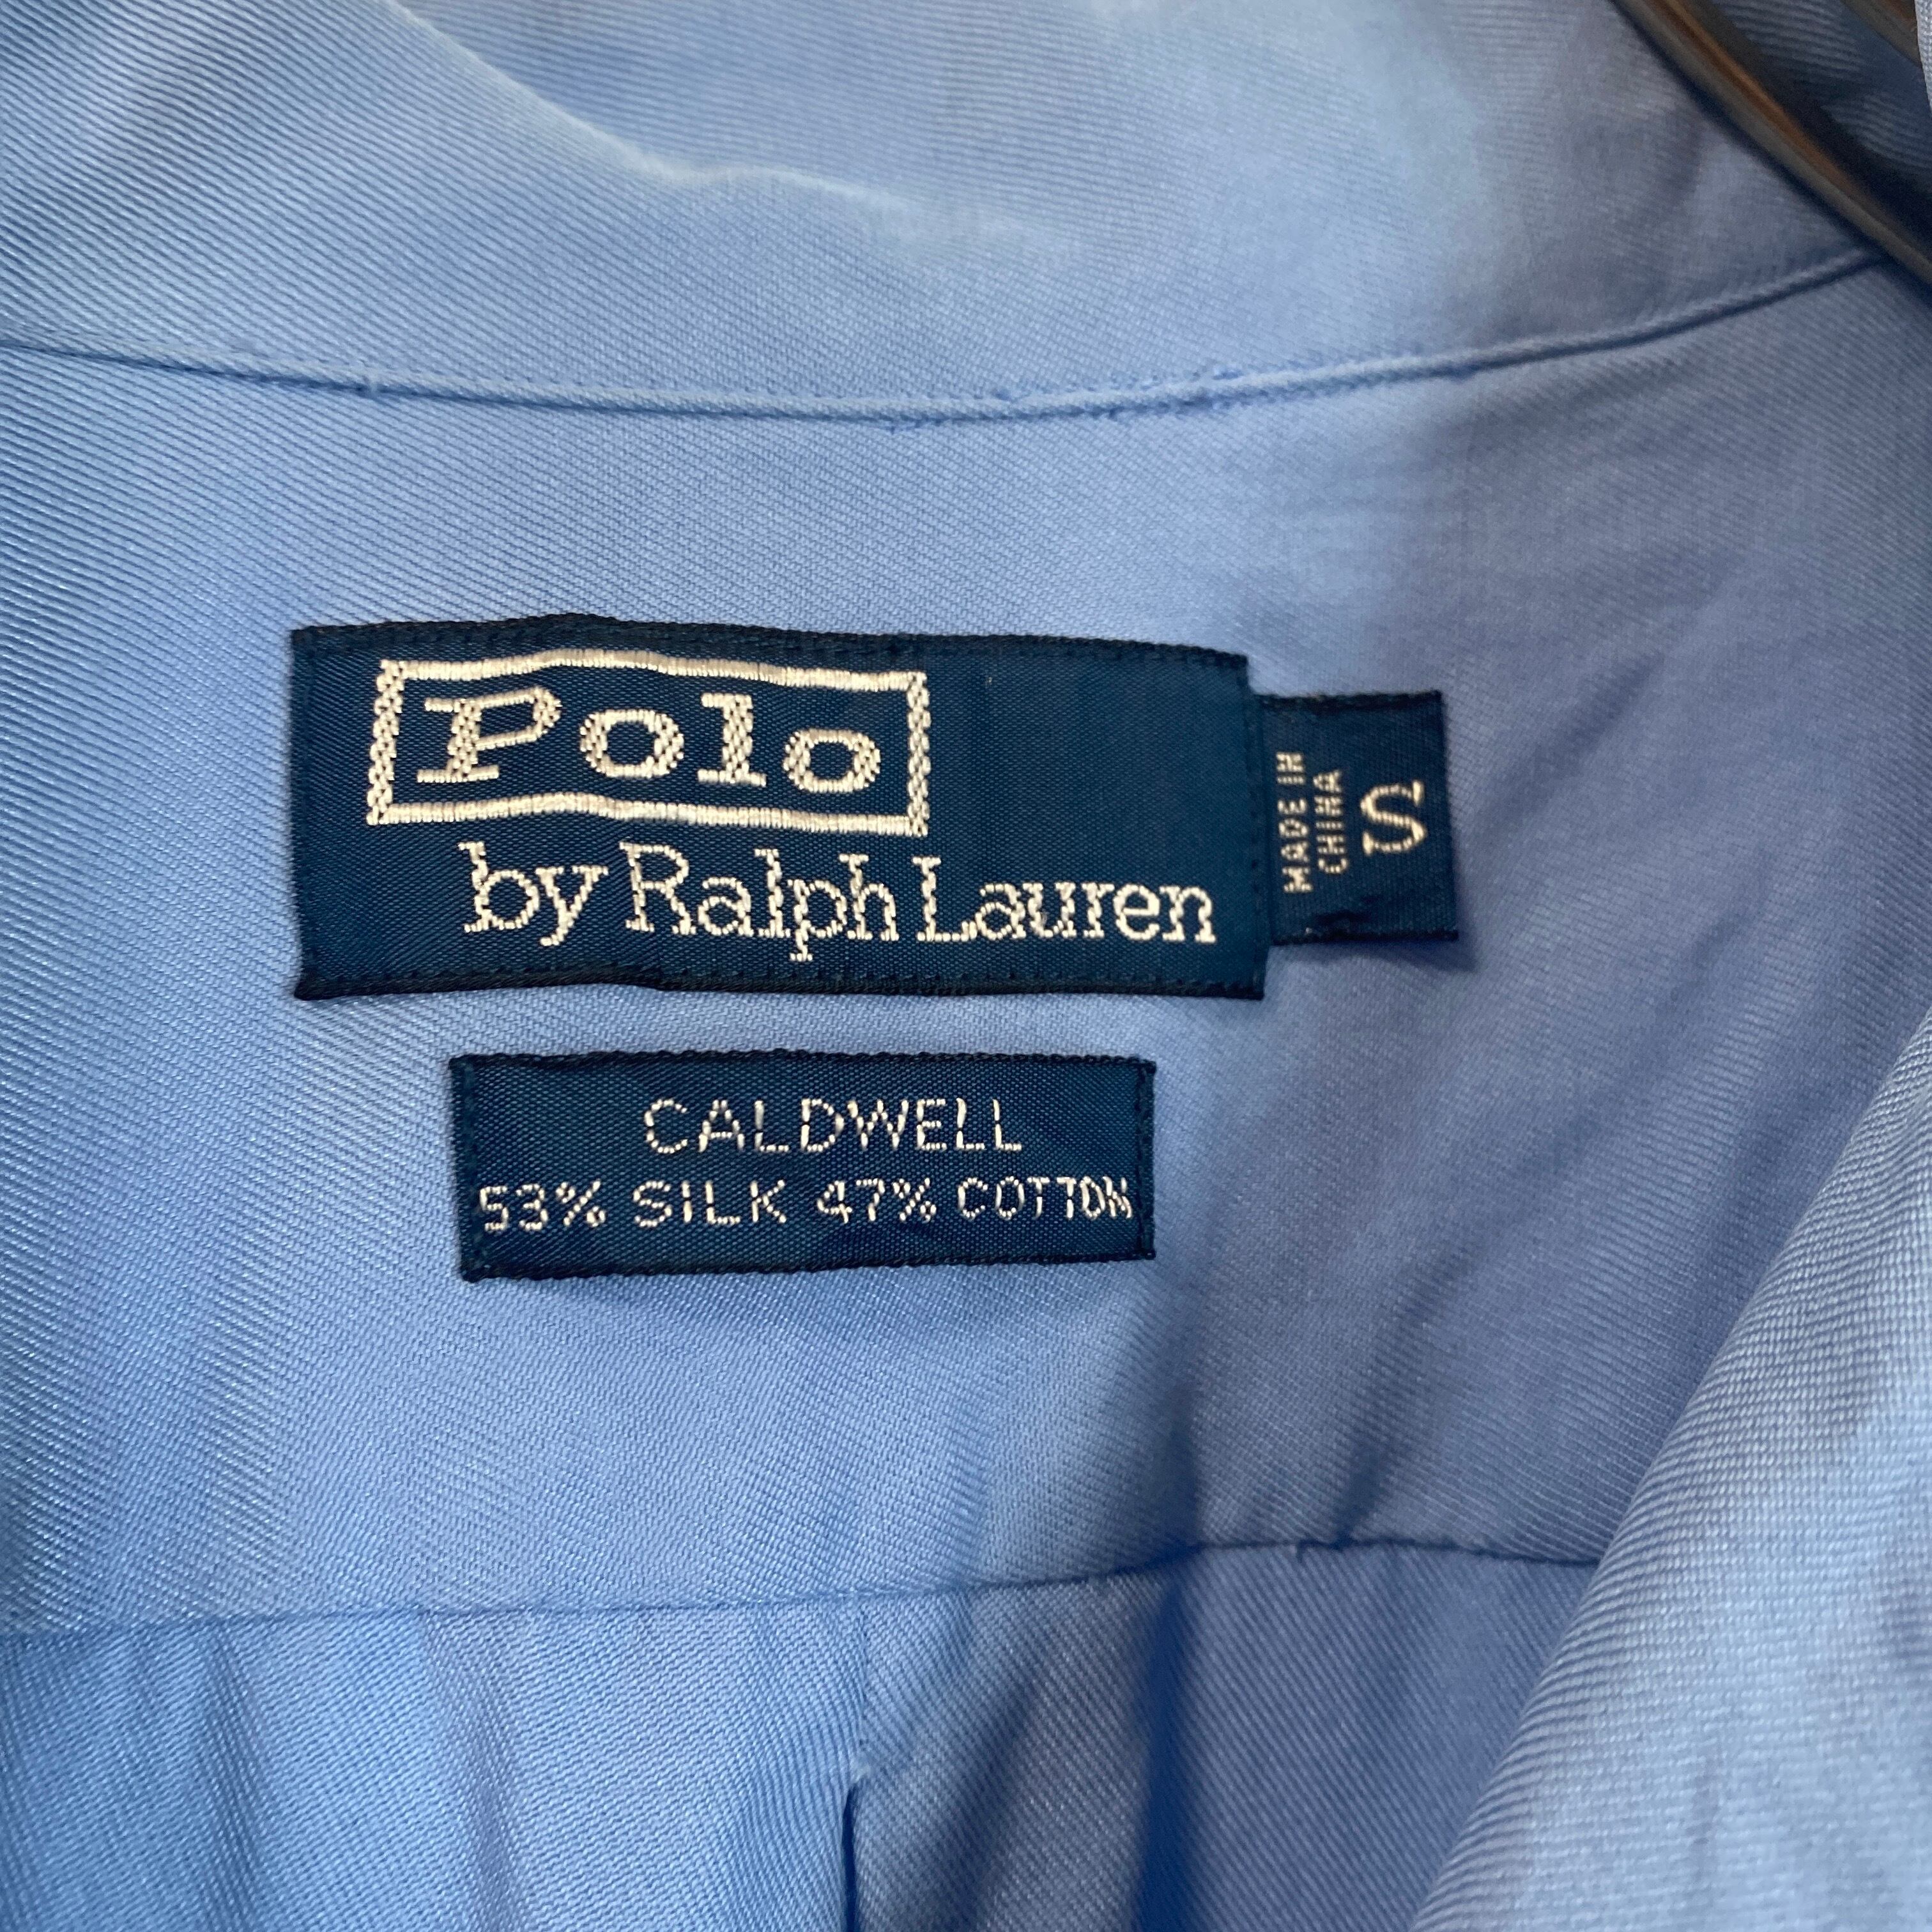 Polo
by Ralph Lauren
MADE IN
CHINA
S
CALDWELL
53% SILK 47% COTTON